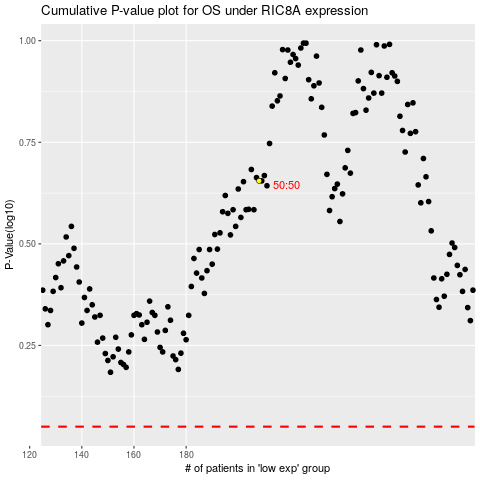 Cumulative P-value plot for OS under RIC8A expression
1.00
0.75
0.50
0.25
P-Value(log10)
50:50
120 140 160 180
# of patients in 'low exp' group